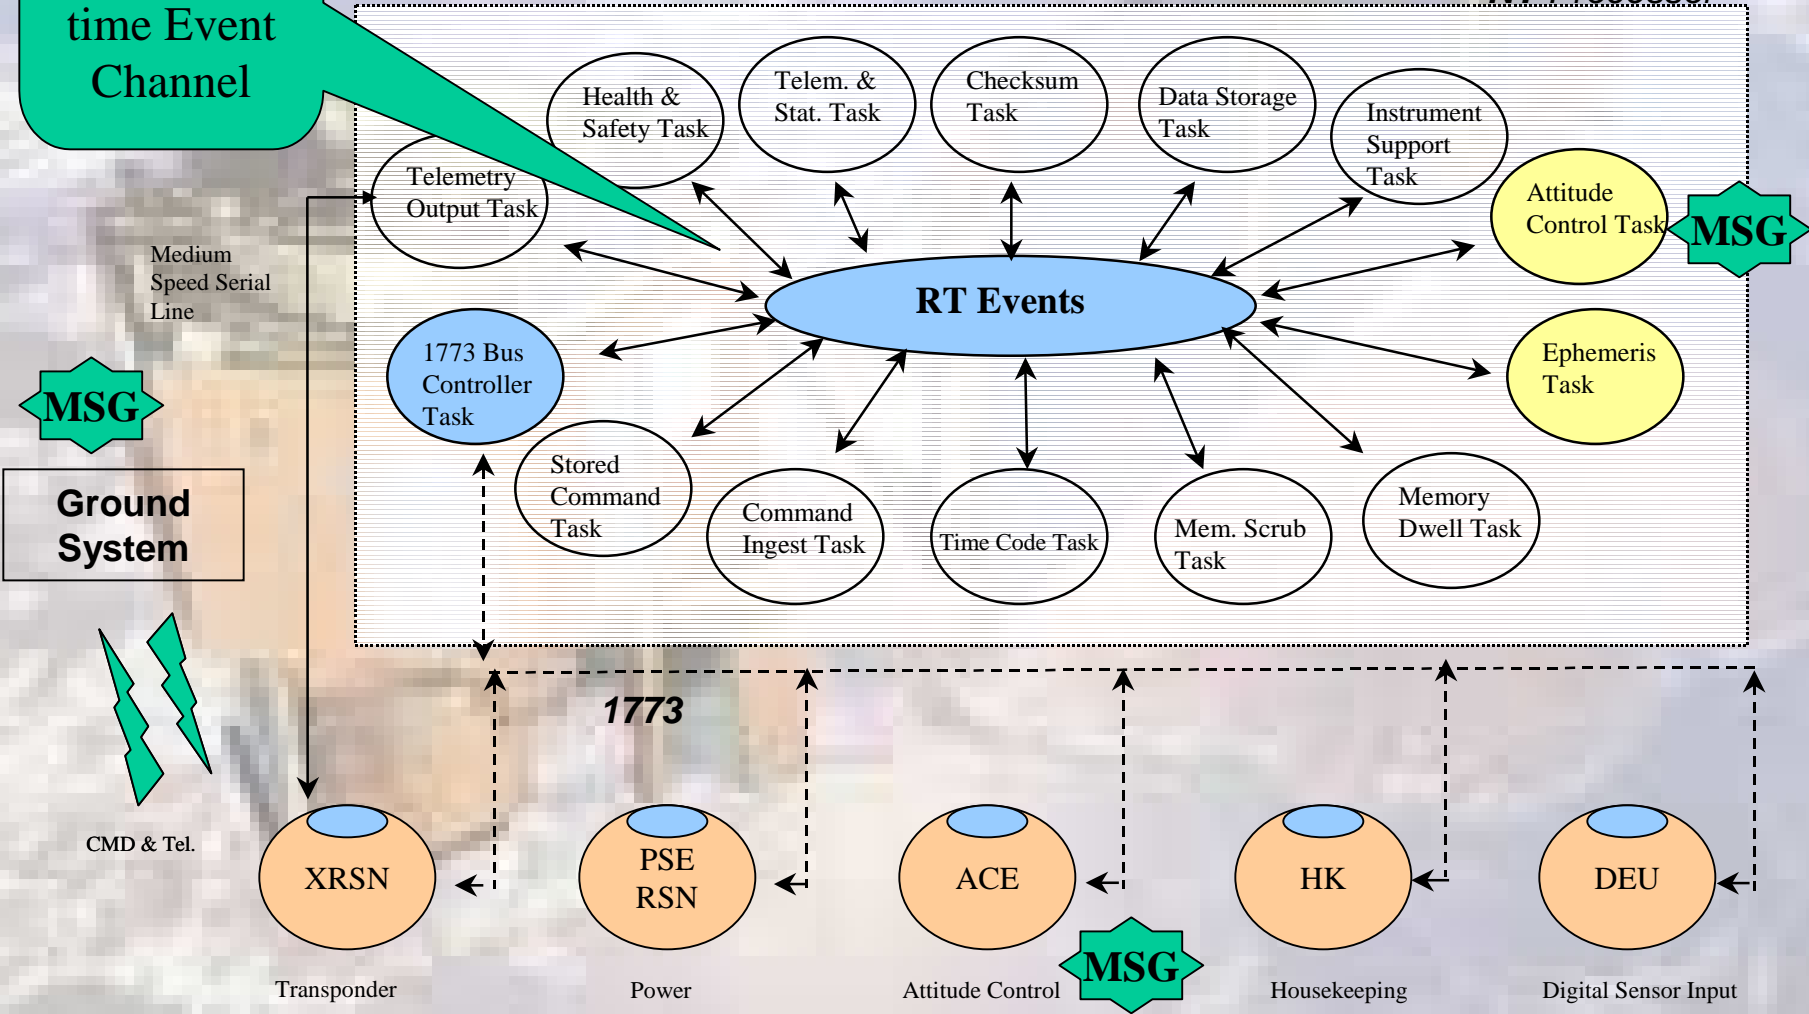 time Event
Channel
RT Processor
Health &
Safety Task
Telem. &
Stat. Task
Checksum
Task
Data Storage
Task
Instrument
Support
Task
Telemetry
Output Task
Attitude
Control Task
MSG
Medium
Speed Serial
Line
RT Events
1773 Bus
Controller
Task
Ephemeris
Task
MSG
Ground
System
Stored
Command
Task
Command
Ingest Task
Time Code Task
Mem. Scrub
Task
Memory
Dwell Task
1773
CMD & Tel.
XRSN
PSE
RSN
ACE
HK
DEU
MSG
Transponder
Power
Attitude Control
Housekeeping
Digital Sensor Input